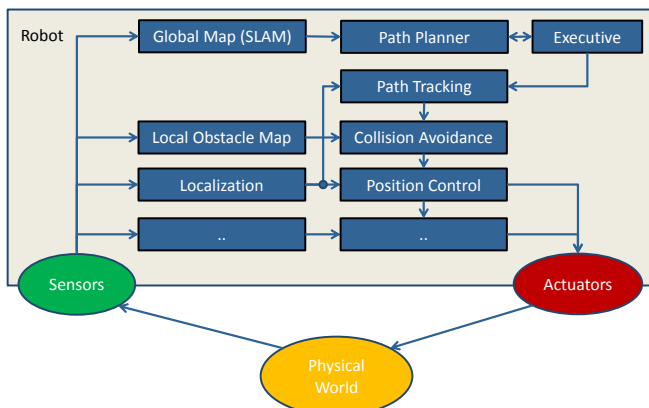 Robot
Global Map (SLAM)
Path Planner
Executive
Path Tracking
Local Obstacle Map
Collision Avoidance
Localization
Position Control
..
..
Sensors
Actuators
Physical
World